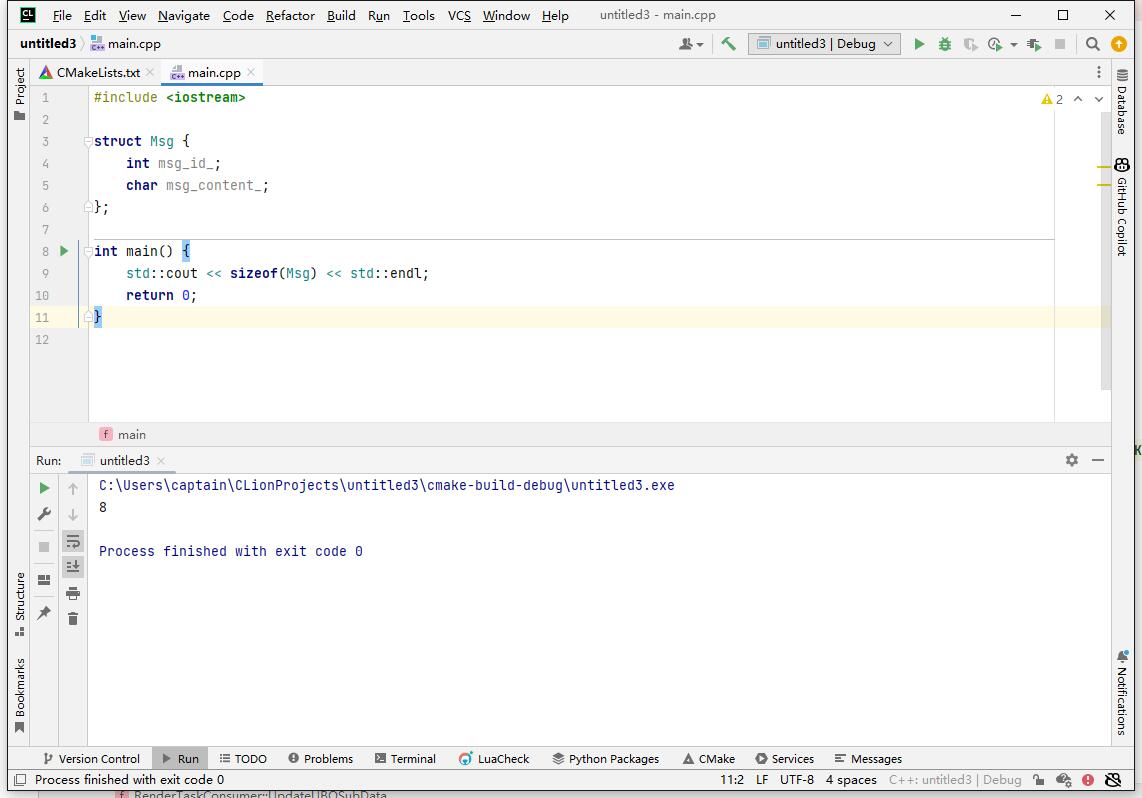 CL File Edit View Navigate Code Refactor Build Run Tools VCS Window Help untitled3 - main.cpp
untitled3 main.cpp untitled3 | Debug
Project
CMakeLists.txt main.cpp
1 #include <iostream> 2
2
3 struct Msg {
4 int msg_id_;
5 char msg_content_;
6 };
7
8 int main() {
9 std::cout << sizeof(Msg) << std::endl;
10 return 0;
11 }
12
Database
GitHub Copilot
f main
Run: untitled3
C:\Users\captain\CLionProjects\untitled3\cmake-build-debug\untitled3.exe
8
Process finished with exit code 0
Structure
Bookmarks
Notifications
K
Version Control Run TODO Problems Terminal LuaCheck Python Packages CMake Services Messages
Process finished with exit code 0 11:2 LF UTF-8 4 spaces C++: untitled3 | Debug
f RenderTaskConsumer::UpdateUBOSubData